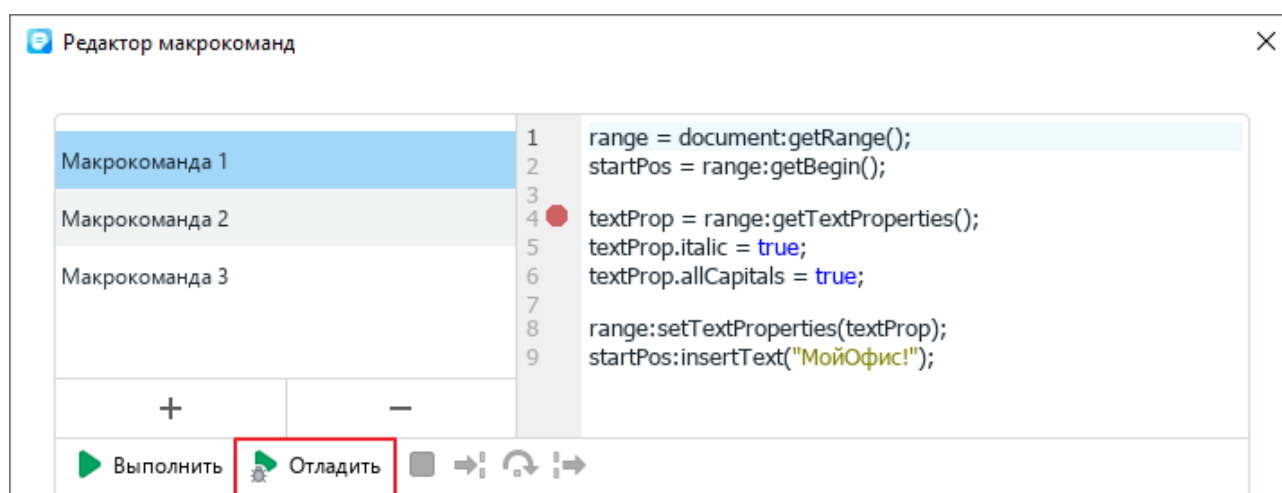 Редактор макрокоманд
Макрокоманда 1
Макрокоманда 2
Макрокоманда 3
1 range = document:getRange();
2 startPos = range:getBegin();
3
4 textProp = range:getTextProperties();
5 textProp.italic = true;
6 textProp.allCapitals = true;
7
8 range:setTextProperties(textProp);
9 startPos:insertText("МойОфис!");
+ −
Выполнить Отладить